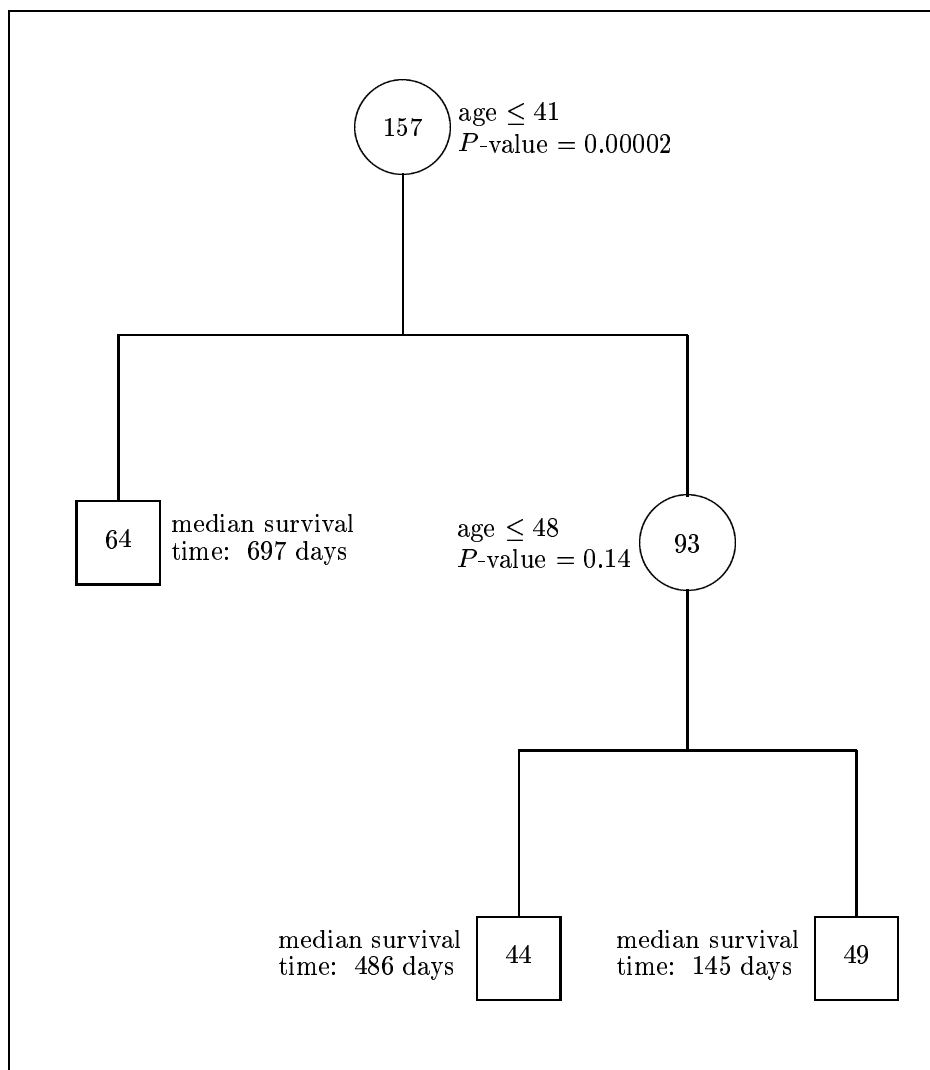 157
age ≤ 41
P-value = 0.00002
64
median survival
time: 697 days
age ≤ 48
P-value = 0.14
93
median survival
time: 486 days
44
median survival
time: 145 days
49